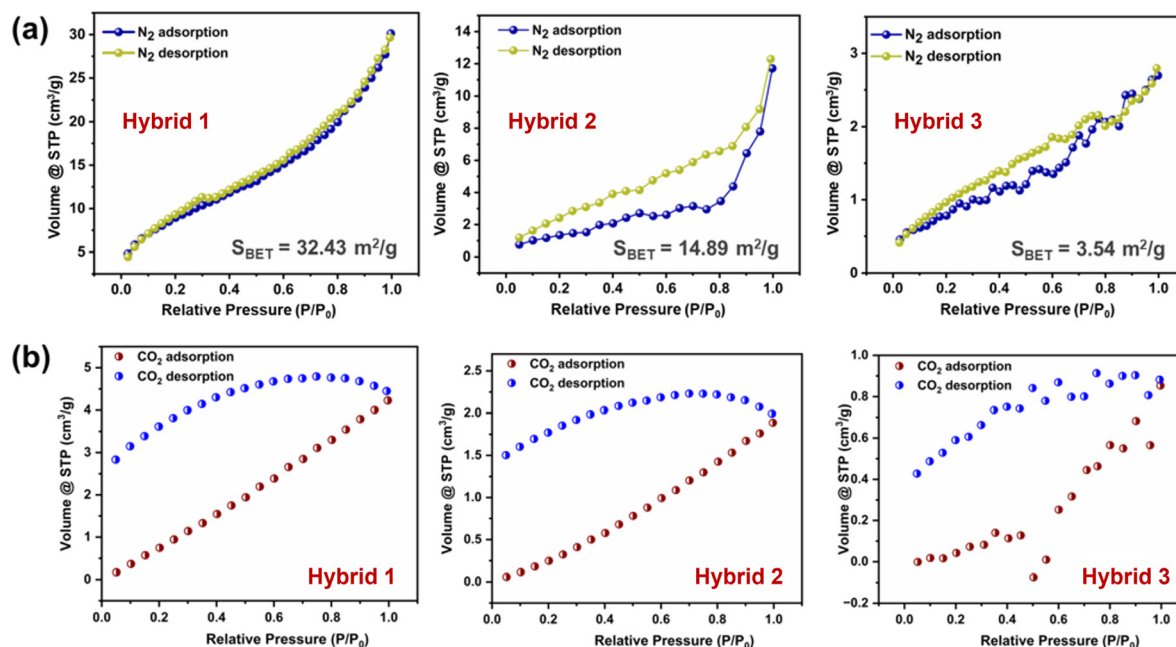 (a)
N₂ adsorption
N₂ desorption
Hybrid 1
S_BET = 32.43 m²/g
Volume @ STP (cm³/g)
30
25
20
15
10
5
0.0 0.2 0.4 0.6 0.8 1.0
Relative Pressure (P/P₀)
N₂ adsorption
N₂ desorption
Hybrid 2
S_BET = 14.89 m²/g
Volume @ STP (cm³/g)
14
12
10
8
6
4
2
0
0.0 0.2 0.4 0.6 0.8 1.0
Relative Pressure (P/P₀)
N₂ adsorption
N₂ desorption
Hybrid 3
S_BET = 3.54 m²/g
Volume @ STP (cm³/g)
3
2
1
0
0.0 0.2 0.4 0.6 0.8 1.0
Relative Pressure (P/P₀)
(b)
CO₂ adsorption
CO₂ desorption
Hybrid 1
Volume @ STP (cm³/g)
5
4
3
2
1
0
0.0 0.2 0.4 0.6 0.8 1.0
Relative Pressure (P/P₀)
CO₂ adsorption
CO₂ desorption
Hybrid 2
Volume @ STP (cm³/g)
2.5
2.0
1.5
1.0
0.5
0.0
0.0 0.2 0.4 0.6 0.8 1.0
Relative Pressure (P/P₀)
CO₂ adsorption
CO₂ desorption
Hybrid 3
Volume @ STP (cm³/g)
1.0
0.8
0.6
0.4
0.2
0.0
−0.2
0.0 0.2 0.4 0.6 0.8 1.0
Relative Pressure (P/P₀)